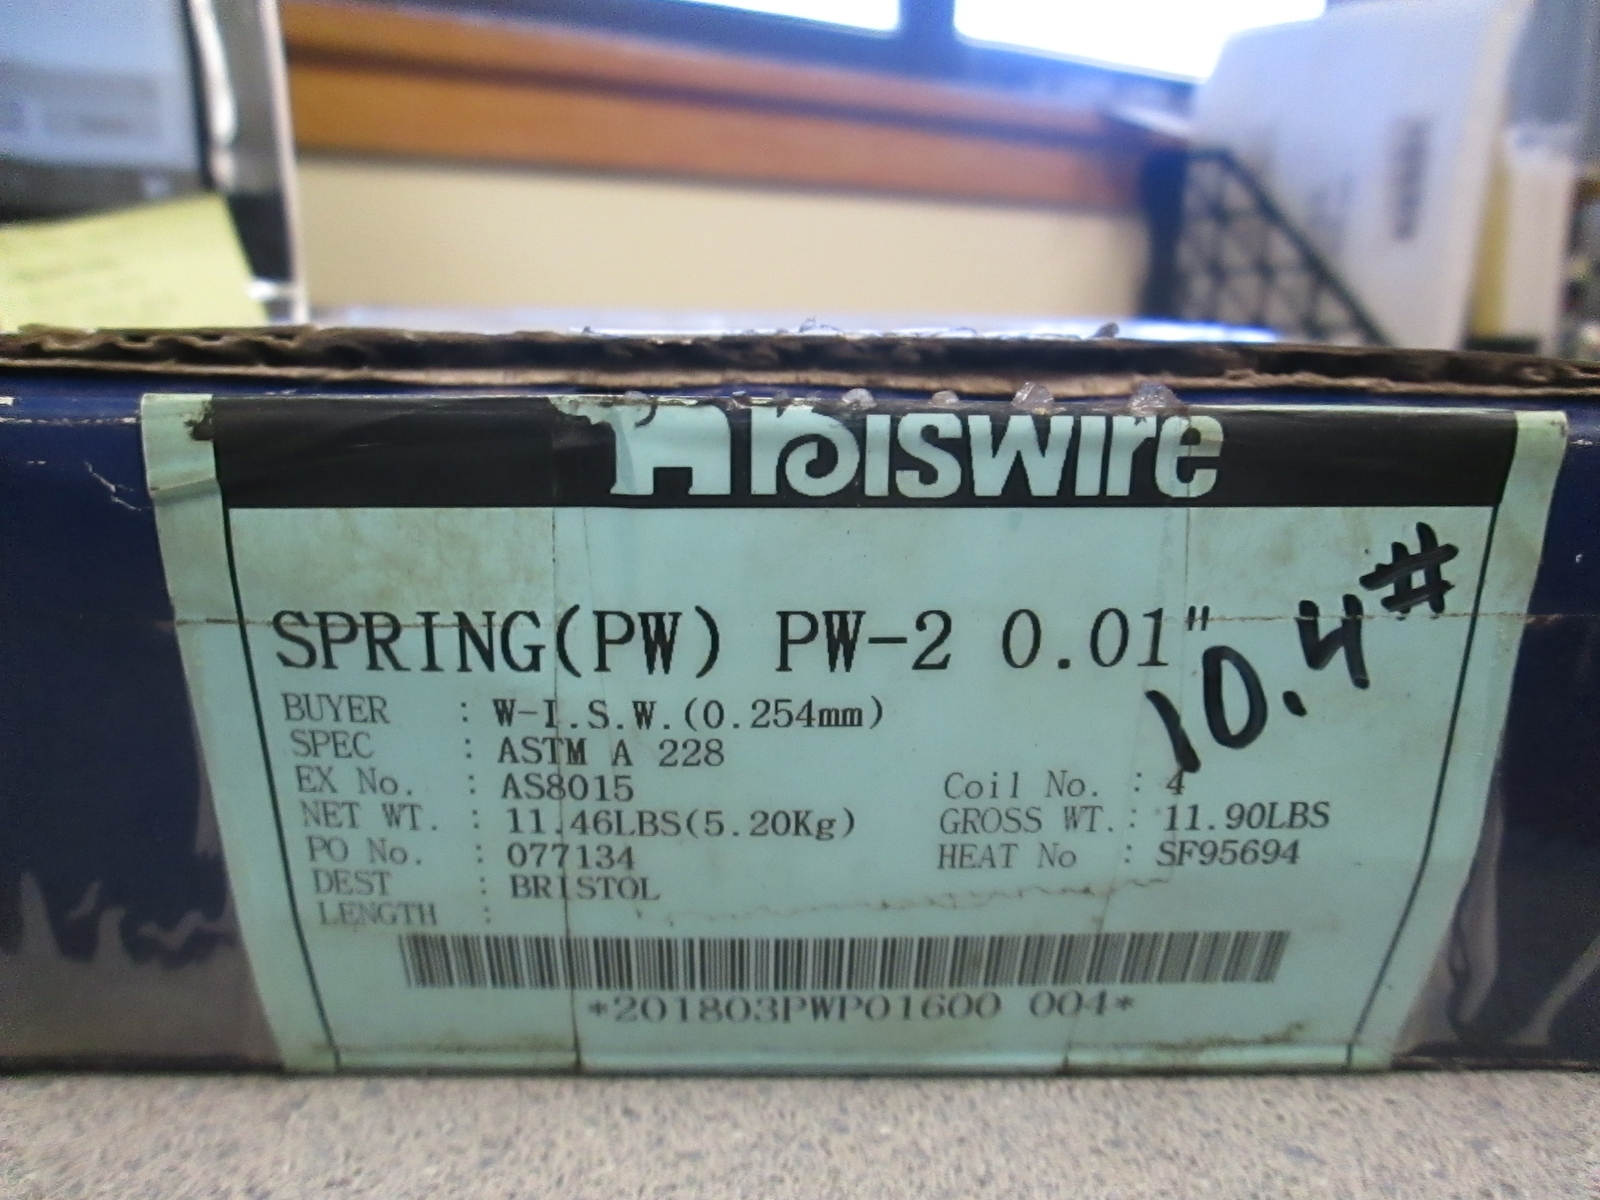 kiswire
SPRING(PW) PW-2 0.01"
10.4#
BUYER : W-I.S.W.(0.254mm)
SPEC : ASTM A 228
EX No. : AS8015 Coil No. : 4
NET WT. : 11.46LBS(5.20Kg) GROSS WT. : 11.90LBS
PO No. : 077134 HEAT No : SF95694
DEST : BRISTOL
LENGTH :
*201803PWP01600 004*